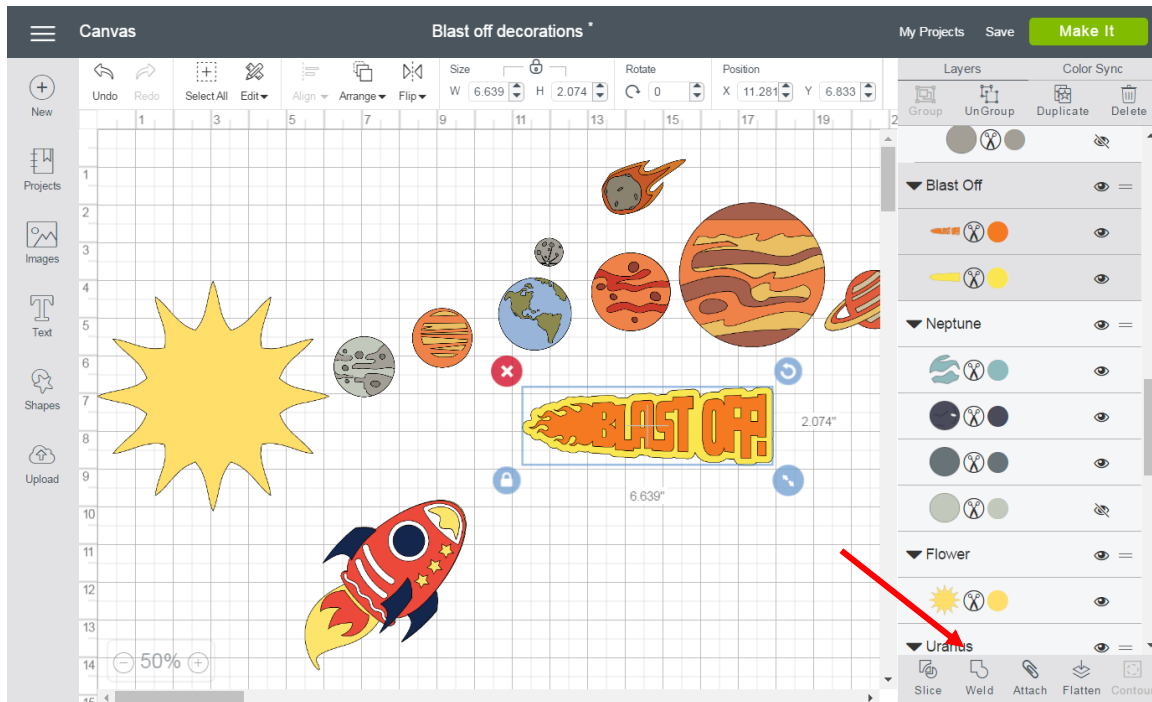 Canvas
Blast off decorations *
My Projects Save Make It
Undo Redo Select All Edit Align Arrange Flip
Size
W 6.639 H 2.074
Rotate
0
Position
X 11.281 Y 6.833
Layers Color Sync
Group UnGroup Duplicate Delete
New
Projects
Images
Text
Shapes
Upload
1 3 5 7 9 11 13 15 17 19 2
1
2
3
4
5
6
7
8
9
10
11
12
13
14
15
BLAST OFF!
2.074"
6.639"
50%
Blast Off
Neptune
Flower
Uranus
Slice Weld Attach Flatten Contour